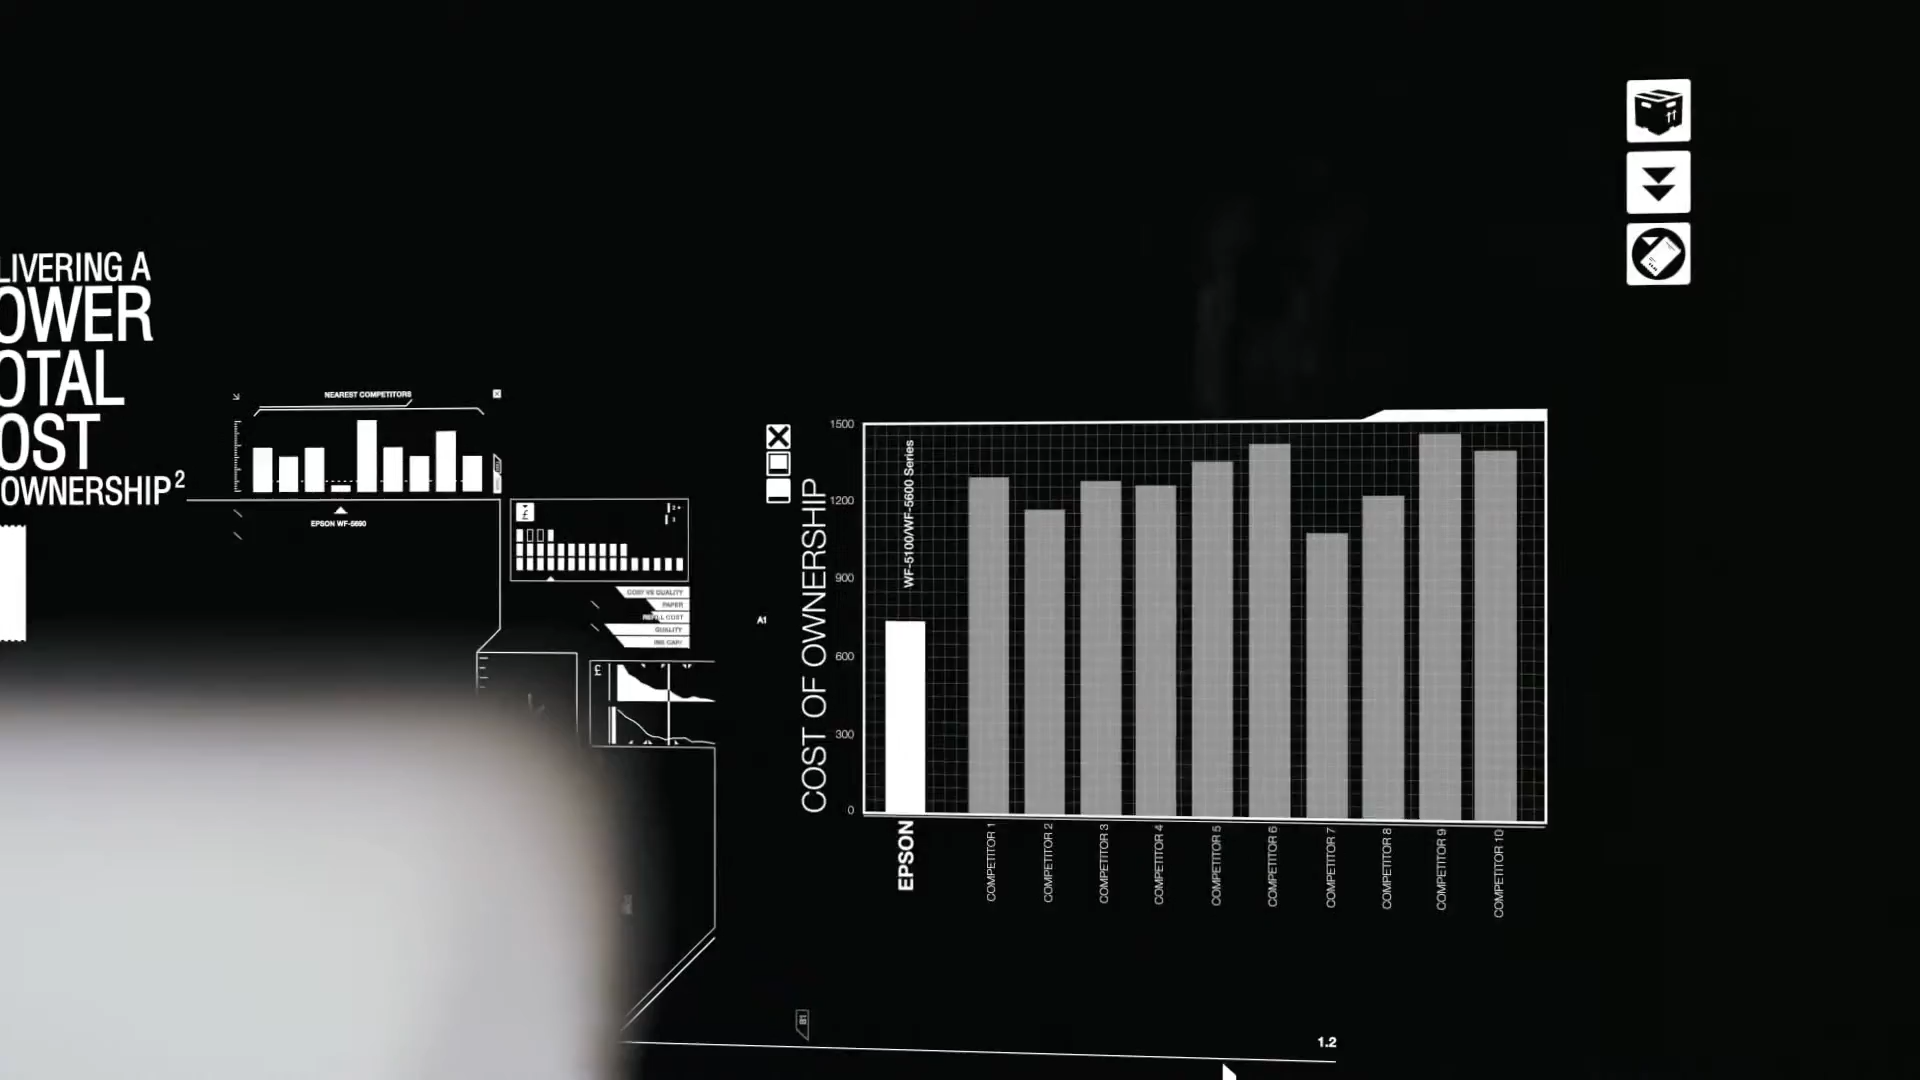 LIVERING A
OWER
OTAL
OST
OWNERSHIP²
NEAREST COMPETITORS
EPSON WF-5690
£
COST VS QUALITY
PAPER
REFILL COST
QUALITY
£
A1
COST OF OWNERSHIP
1500
1200
900
600
300
0
WF-5100/WF-5600 Series
EPSON
COMPETITOR 1
COMPETITOR 2
COMPETITOR 3
COMPETITOR 4
COMPETITOR 5
COMPETITOR 6
COMPETITOR 7
COMPETITOR 8
COMPETITOR 9
COMPETITOR 10
1.2